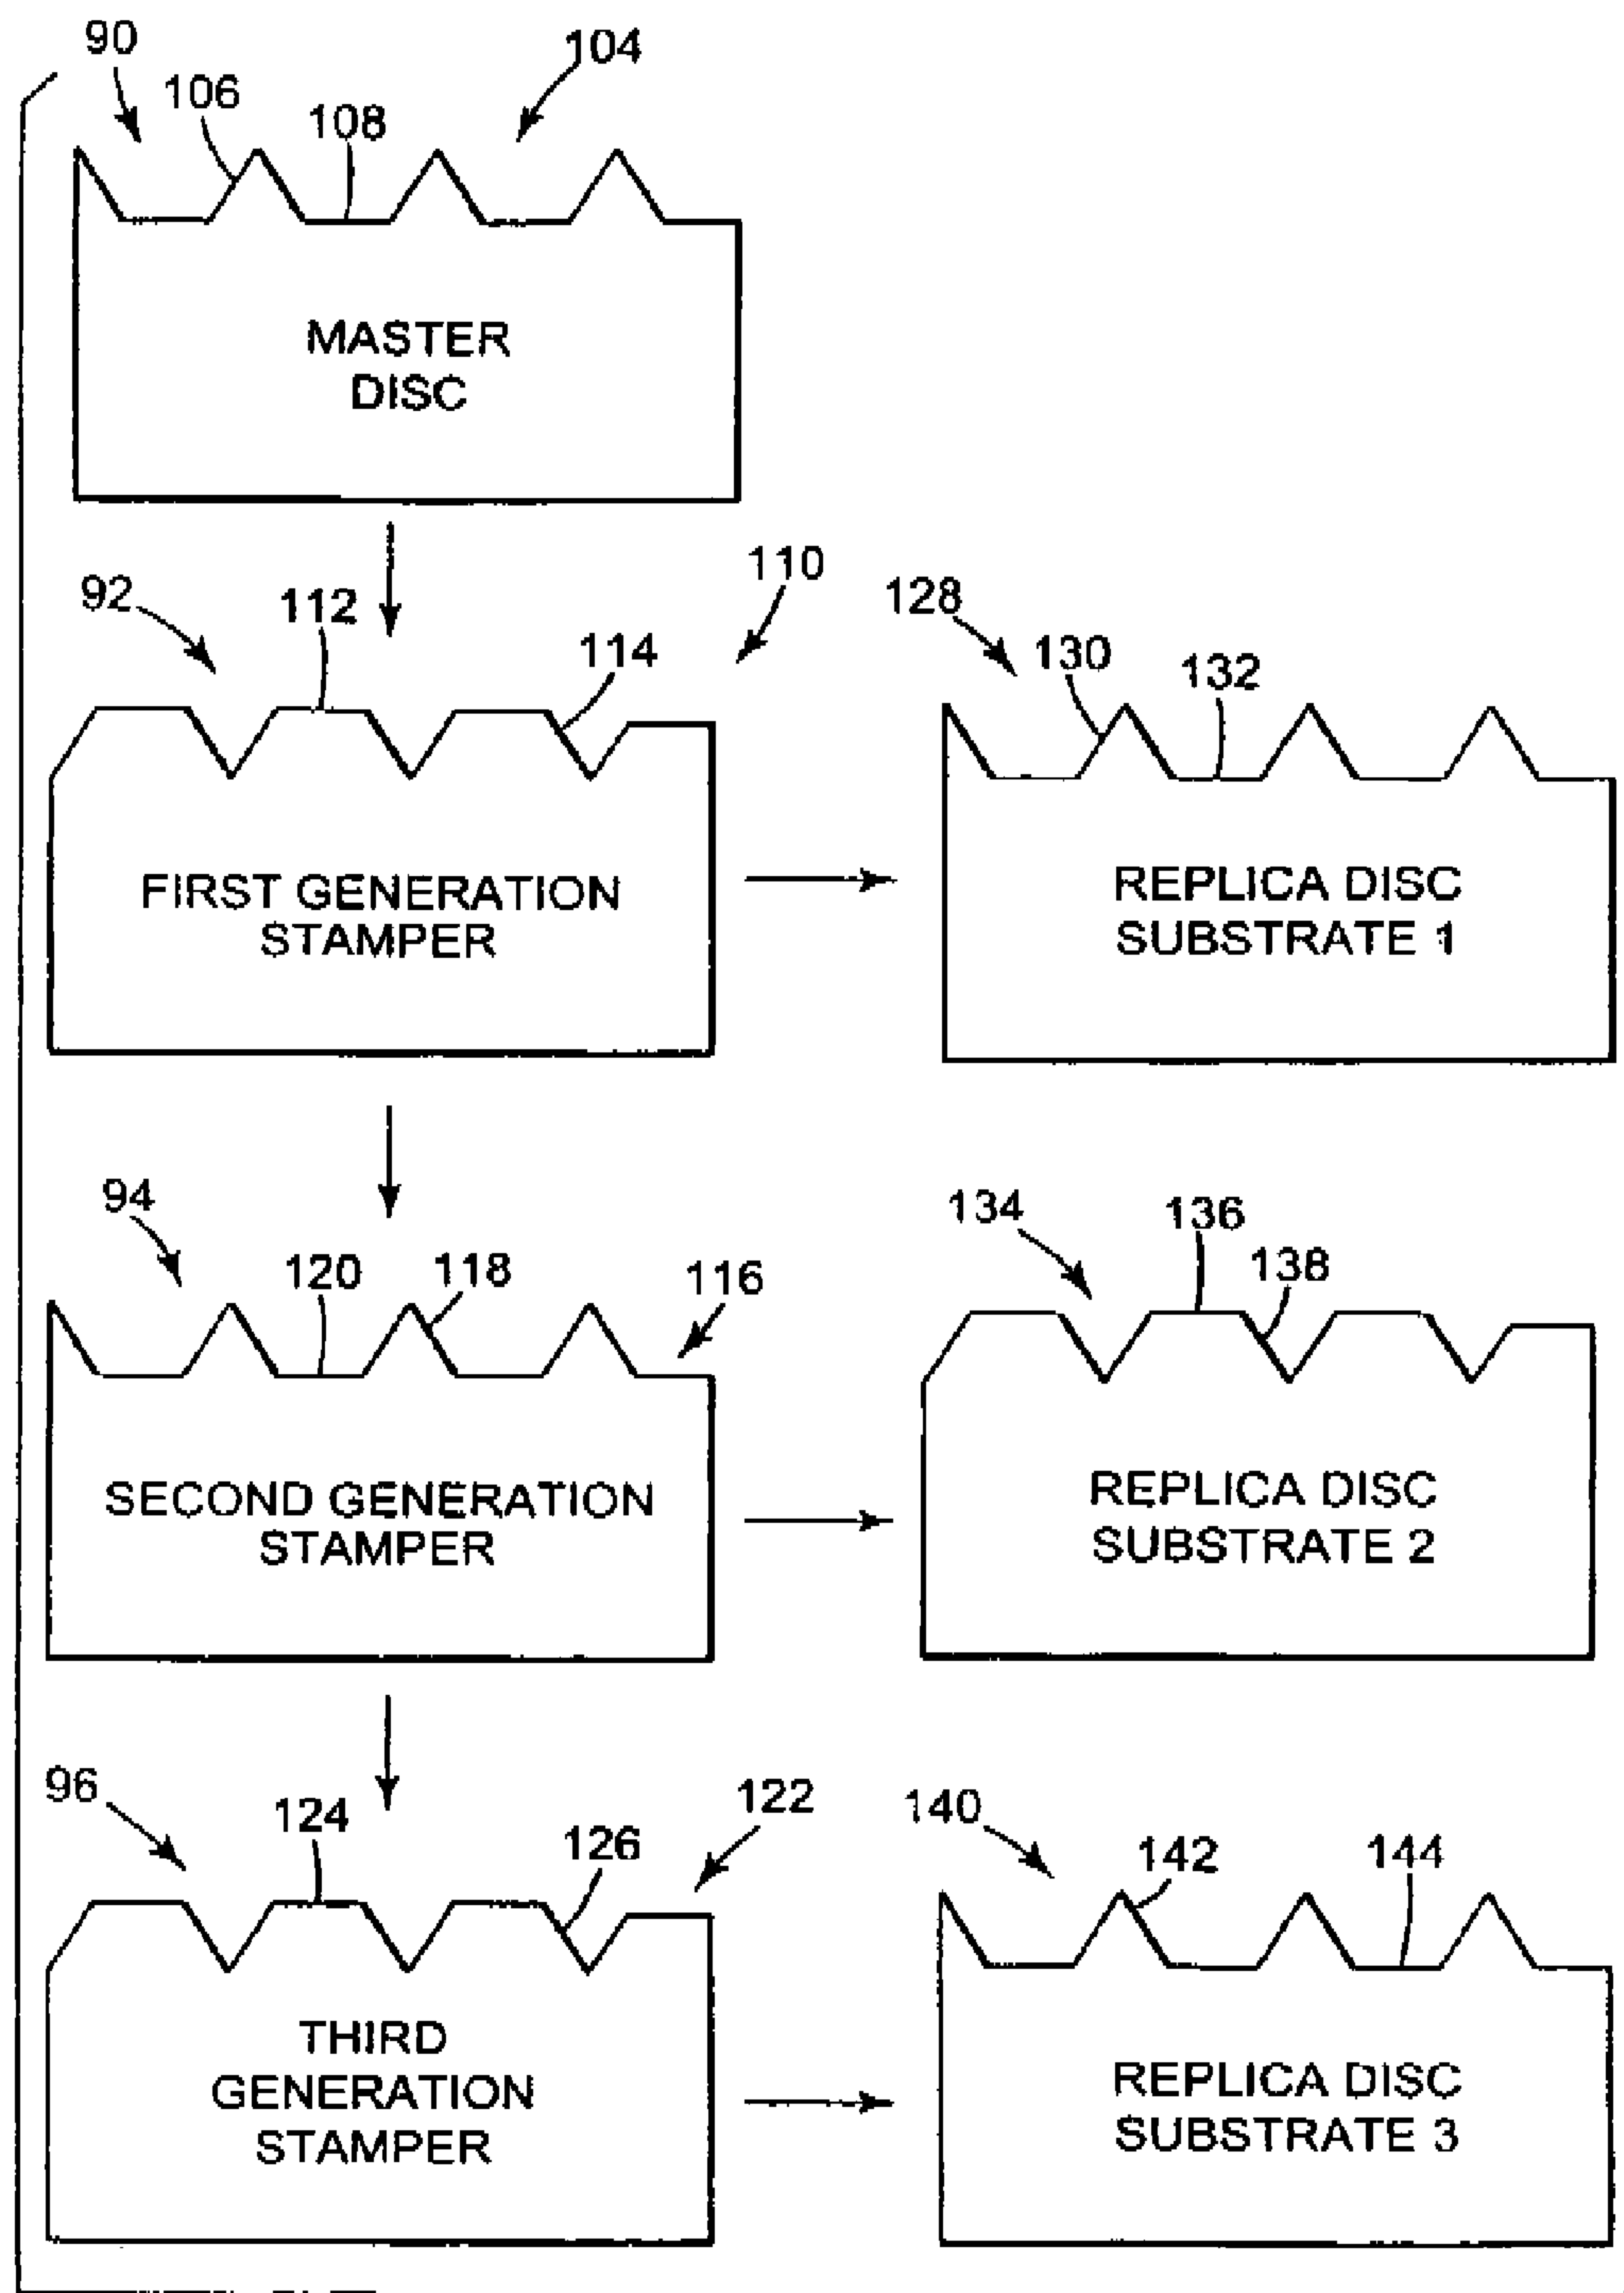 90
104
106
108
MASTER
DISC
92
112
110
114
FIRST GENERATION
STAMPER
128
130
132
REPLICA DISC
SUBSTRATE 1
94
120
118
116
SECOND GENERATION
STAMPER
134
136
138
REPLICA DISC
SUBSTRATE 2
96
124
126
122
THIRD
GENERATION
STAMPER
140
142
144
REPLICA DISC
SUBSTRATE 3